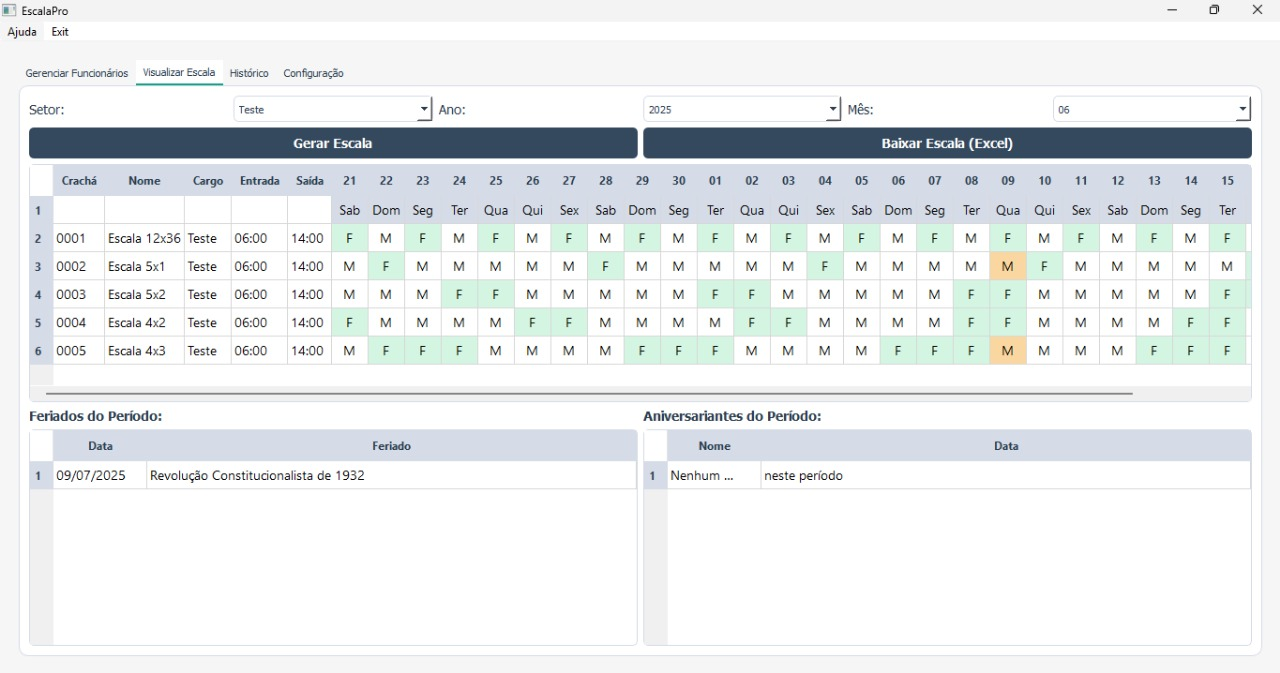 EscalaPro
Ajuda Exit
Gerenciar Funcionários Visualizar Escala Histórico Configuração
Setor: Teste Ano: 2025 Mês: 06
Gerar Escala Baixar Escala (Excel)
Crachá Nome Cargo Entrada Saída 21 22 23 24 25 26 27 28 29 30 01 02 03 04 05 06 07 08 09 10 11 12 13 14 15
1 Sab Dom Seg Ter Qua Qui Sex Sab Dom Seg Ter Qua Qui Sex Sab Dom Seg Ter Qua Qui Sex Sab Dom Seg Ter
2 0001 Escala 12x36 Teste 06:00 14:00 F M F M F M F M F M F M F M F M F M F M F M F M F
3 0002 Escala 5x1 Teste 06:00 14:00 M F M M M M M F M M M M M F M M M M M F M M M M M
4 0003 Escala 5x2 Teste 06:00 14:00 M M M F F M M M M M F F M M M M M F F M M M M M F
5 0004 Escala 4x2 Teste 06:00 14:00 F M M M M F F M M M M F F M M M M F F M M M M F F
6 0005 Escala 4x3 Teste 06:00 14:00 M F F F M M M M F F F M M M M F F F M M M M F F F
Feriados do Período: Aniversariantes do Período:
Data Feriado Nome Data
1 09/07/2025 Revolução Constitucionalista de 1932 1 Nenhum ... neste período